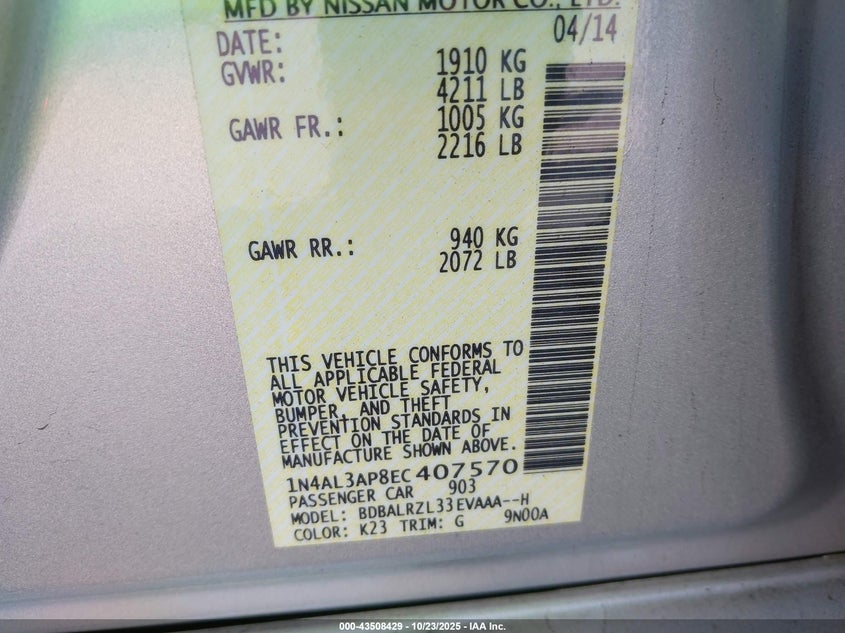 MFD BY NISSAN MOTOR CO., LTD.
DATE: 04/14
GVWR: 1910 KG
4211 LB
GAWR FR.: 1005 KG
2216 LB
GAWR RR.: 940 KG
2072 LB
THIS VEHICLE CONFORMS TO
ALL APPLICABLE FEDERAL
MOTOR VEHICLE SAFETY,
BUMPER, AND THEFT
PREVENTION STANDARDS IN
EFFECT ON THE DATE OF
MANUFACTURE SHOWN ABOVE.
1N4AL3AP8EC407570
PASSENGER CAR 903
MODEL: BDBALRZL33EVAAA--H
COLOR: K23 TRIM: G 9N00A
000-43508429 - 10/23/2025 - IAA Inc.